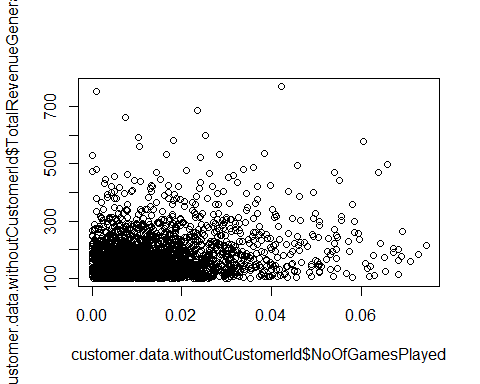 ustomer.data.withoutCustomerId$TotalRevenueGenera
700
500
300
100
0.00 0.02 0.04 0.06
customer.data.withoutCustomerId$NoOfGamesPlayed